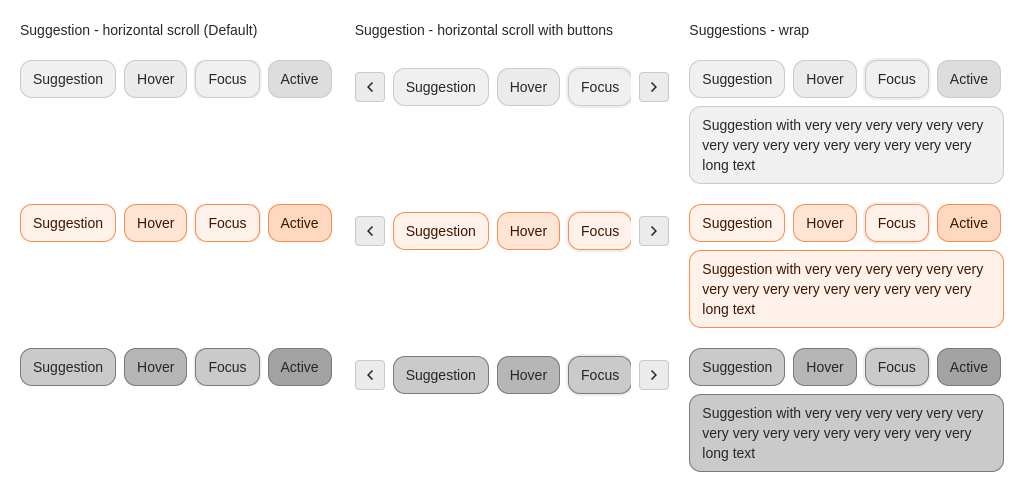 Suggestion - horizontal scroll (Default)
Suggestion Hover Focus Active
Suggestion Hover Focus Active
Suggestion Hover Focus Active
Suggestion - horizontal scroll with buttons
Suggestion Hover Focus
Suggestion Hover Focus
Suggestion Hover Focus
Suggestions - wrap
Suggestion Hover Focus Active
Suggestion with very very very very very very
very very very very very very very very very
long text
Suggestion Hover Focus Active
Suggestion with very very very very very very
very very very very very very very very very
long text
Suggestion Hover Focus Active
Suggestion with very very very very very very
very very very very very very very very very
long text